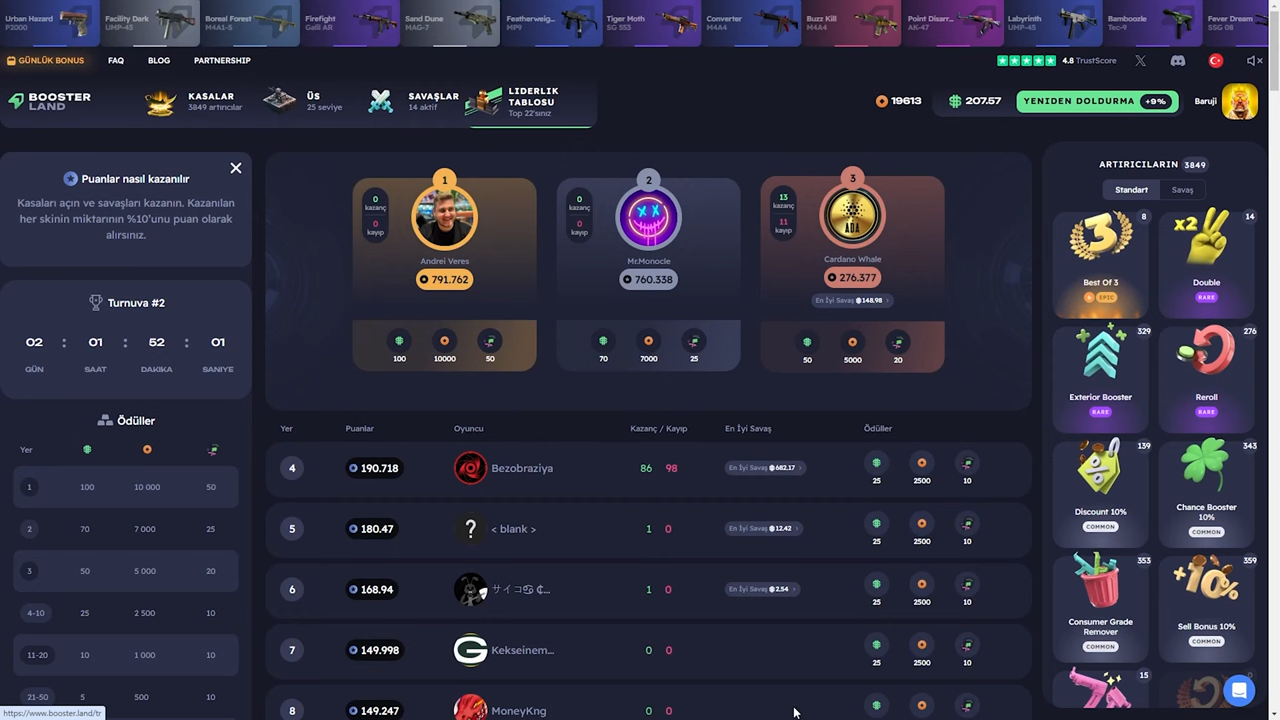 Urban Hazard
P2000
Facility Dark
UMP-45
Boreal Forest
M4A1-S
Firefight
Galil AR
Sand Dune
MAG-7
Featherweig...
MP9
Tiger Moth
SG 553
Converter
M4A4
Buzz Kill
M4A4
Point Disarr...
AK-47
Labyrinth
UMP-45
Bamboozle
Tec-9
Fever Dream
SSG 08
GÜNLÜK BONUS
FAQ
BLOG
PARTNERSHIP
4.8 TrustScore
BOOSTER
LAND
KASALAR
3849 artırıcılar
ÜS
25 seviye
SAVAŞLAR
14 aktif
LIDERLIK
TABLOSU
Top 22'sınız
19613
207.57
YENIDEN DOLDURMA +9%
Baruji
Puanlar nasıl kazanılır
Kasaları açın ve savaşları kazanın. Kazanılan
her skinin miktarının %10'unu puan olarak
alırsınız.
Turnuva #2
02 : 01 : 52 : 01
GÜN SAAT DAKIKA SANIYE
Ödüller
Yer
1 100 10 000 50
2 70 7 000 25
3 50 5 000 20
4-10 25 2 500 10
11-20 10 1 000 10
21-50 5 500 10
https://www.booster.land/tr
1
0
kazanç
0
kayıp
Andrei Veres
791.762
100 10000 50
2
0
kazanç
0
kayıp
Mr.Monocle
760.338
70 7000 25
3
13
kazanç
11
kayıp
ADA
Cardano Whale
276.377
En İyi Savaş 148.98 >
50 5000 20
Yer Puanlar Oyuncu Kazanç / Kayıp En İyi Savaş Ödüller
4 190.718 Bezobraziya 86 98 En İyi Savaş 682.17 > 25 2500 10
5 180.47 ? < blank > 1 0 En İyi Savaş 12.42 > 25 2500 10
6 168.94 サイコ♋ ₵... 1 0 En İyi Savaş 2.54 > 25 2500 10
7 149.998 G Kekseinem... 0 0 25 2500 10
8 149.247 MoneyKng 0 0
ARTIRICILARIN 3849
Standart Savaş
8
3
Best Of 3
EPIC
14
x2
Double
RARE
329
Exterior Booster
RARE
276
Reroll
RARE
139
%
Discount 10%
COMMON
343
Chance Booster
10%
COMMON
353
Consumer Grade
Remover
COMMON
359
+10%
Sell Bonus 10%
COMMON
15